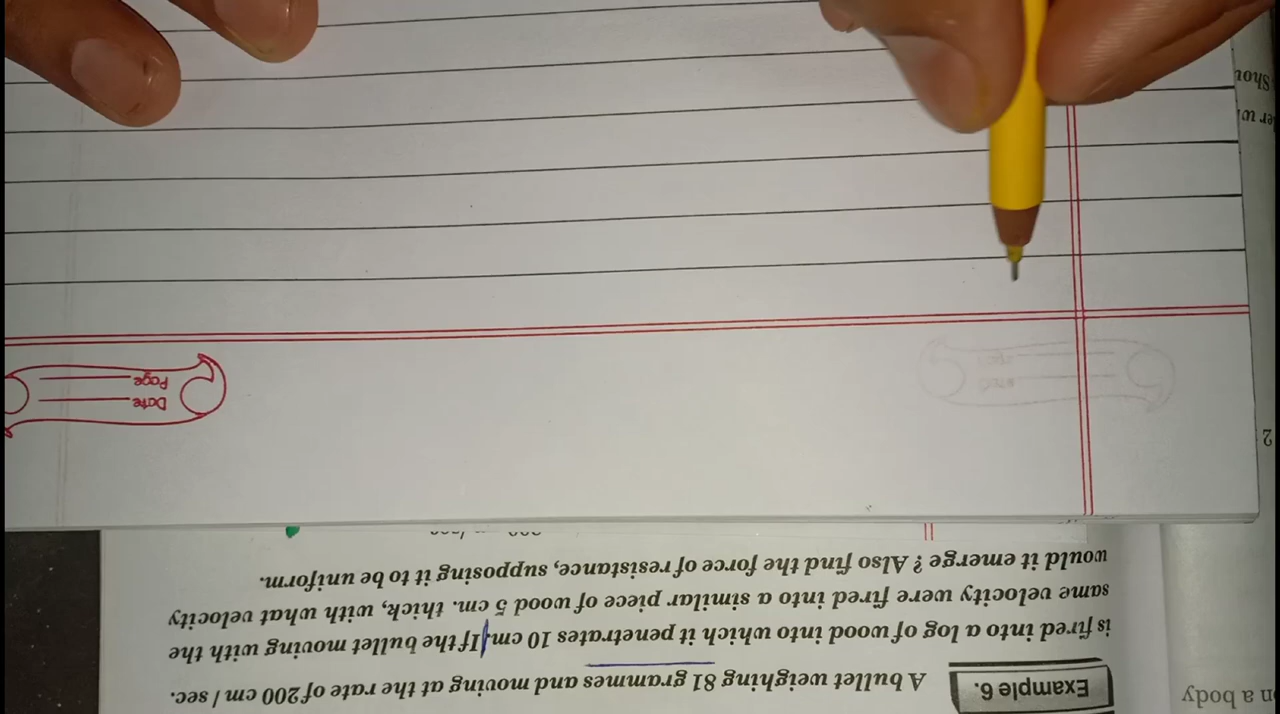 Example 6. A bullet weighing 81 grammes and moving at the rate of 200 cm / sec.
is fired into a log of wood into which it penetrates 10 cm. If the bullet moving with the
same velocity were fired into a similar piece of wood 5 cm. thick, with what velocity
would it emerge ? Also find the force of resistance, supposing it to be uniform.
Date
Page
n a body
2